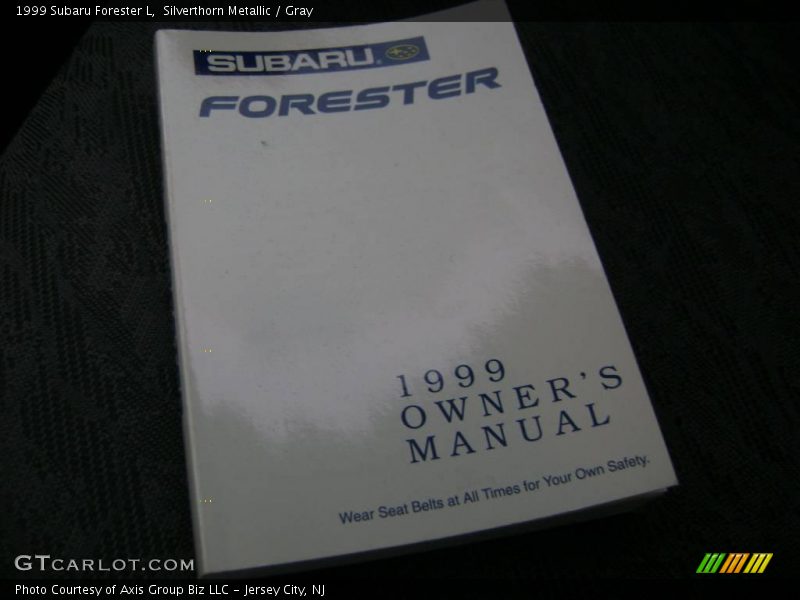 1999 Subaru Forester L,  Silverthorn Metallic / Gray
SUBARU
FORESTER
1999
OWNER'S
MANUAL
Wear Seat Belts at All Times for Your Own Safety.
GTCARLOT.COM
Photo Courtesy of Axis Group Biz LLC - Jersey City, NJ